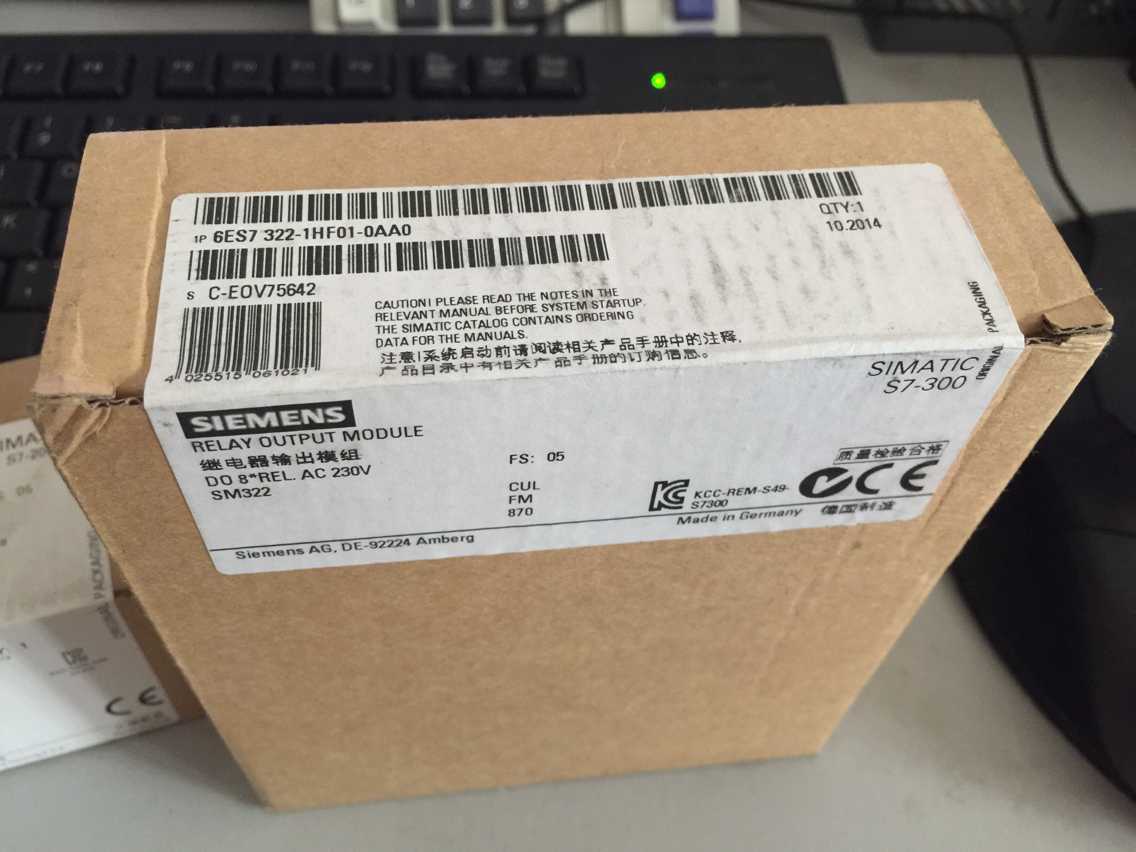 1P 6ES7 322-1HF01-0AA0
QTY:1
10.2014
S C-EOV75642
CAUTION! PLEASE READ THE NOTES IN THE
RELEVANT MANUAL BEFORE SYSTEM STARTUP.
THE SIMATIC CATALOG CONTAINS ORDERING
DATA FOR THE MANUALS.
注意!系统启动前请阅读相关产品手册中的注释,
产品目录中有相关产品手册的订购信息。
4 025515 061021
ORIGINAL PACKAGING
SIMATIC
S7-300
SIEMENS
RELAY OUTPUT MODULE
继电器输出模组
DO 8*REL. AC 230V
SM322
FS: 05
CUL
FM
870
质量检验合格
KCC-REM-S49-
S7300
CE
Made in Germany 德国制造
Siemens AG, DE-92224 Amberg
PACKAGING
CE
F7
F8
K